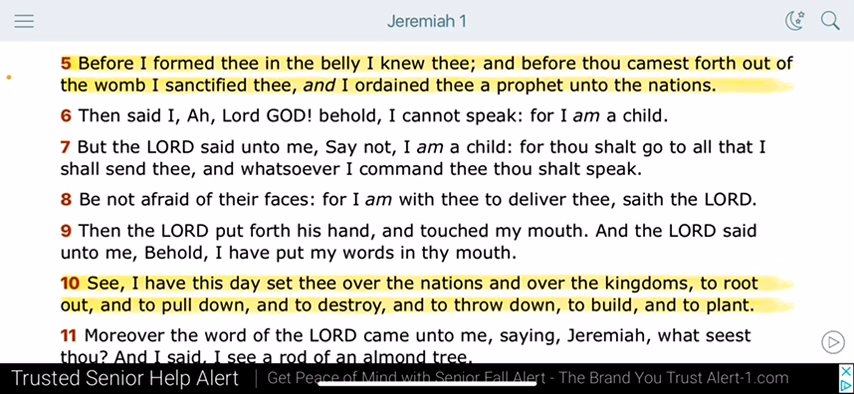 Jeremiah 1
5 Before I formed thee in the belly I knew thee; and before thou camest forth out of
the womb I sanctified thee, and I ordained thee a prophet unto the nations.
6 Then said I, Ah, Lord GOD! behold, I cannot speak: for I am a child.
7 But the LORD said unto me, Say not, I am a child: for thou shalt go to all that I
shall send thee, and whatsoever I command thee thou shalt speak.
8 Be not afraid of their faces: for I am with thee to deliver thee, saith the LORD.
9 Then the LORD put forth his hand, and touched my mouth. And the LORD said
unto me, Behold, I have put my words in thy mouth.
10 See, I have this day set thee over the nations and over the kingdoms, to root
out, and to pull down, and to destroy, and to throw down, to build, and to plant.
11 Moreover the word of the LORD came unto me, saying, Jeremiah, what seest
thou? And I said, I see a rod of an almond tree.
Trusted Senior Help Alert | Get Peace of Mind with Senior Fall Alert - The Brand You Trust Alert-1.com